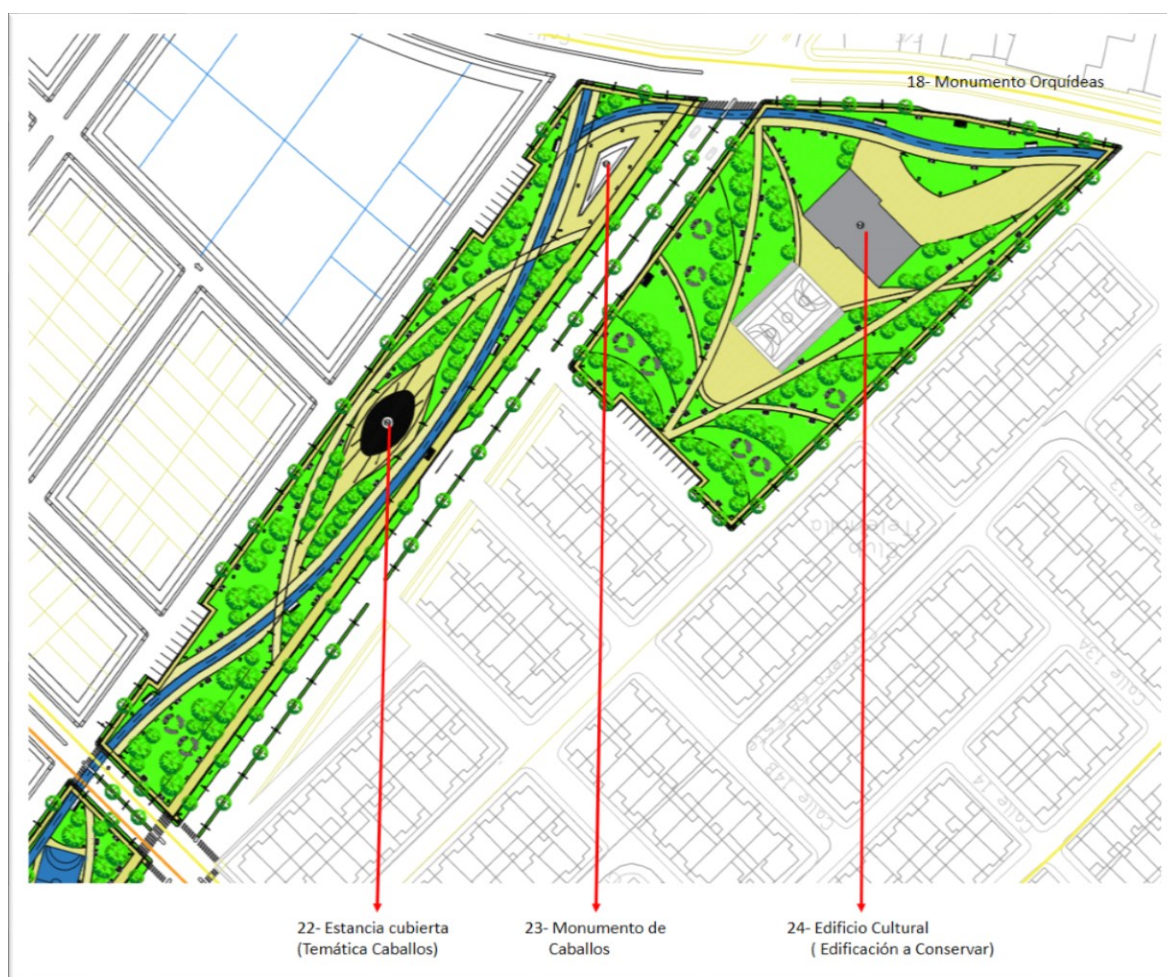 18- Monumento Orquídeas
22- Estancia cubierta
(Temática Caballos)
23- Monumento de
Caballos
24- Edificio Cultural
( Edificación a Conservar)